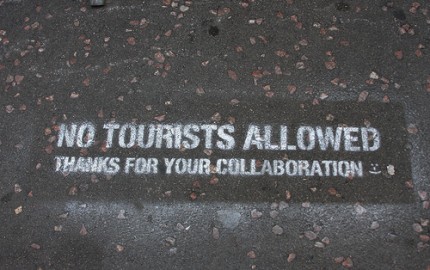 NO TOURISTS ALLOWED
THANKS FOR YOUR COLLABORATION :)